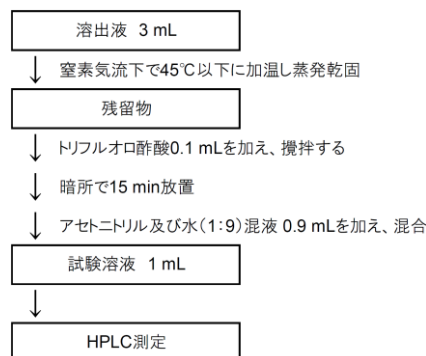 溶出液 3 mL
窒素気流下で45℃以下に加温し蒸発乾固
残留物
トリフルオロ酢酸0.1 mLを加え、攪拌する
暗所で15 min放置
アセトニトリル及び水(1:9)混液 0.9 mLを加え、混合
試験溶液 1 mL
HPLC測定